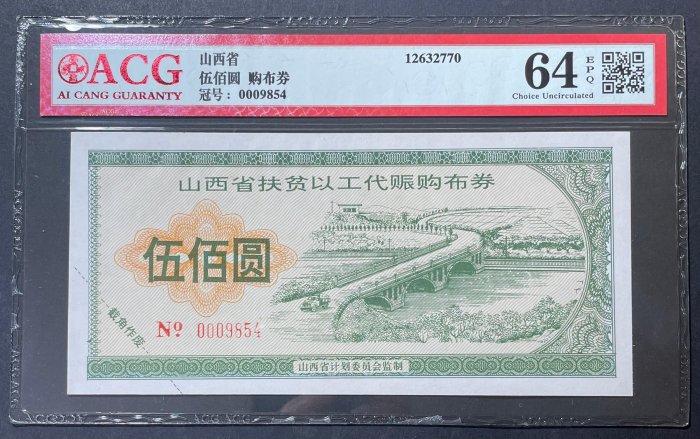 ACG
AI CANG GUARANTY
山西省
伍佰圆 购布券
冠号: 0009854
12632770
64
EPQ
Choice Uncirculated
山西省扶贫以工代赈购布券
伍佰圆
截角作废
Nº 0009854
山西省计划委员会监制